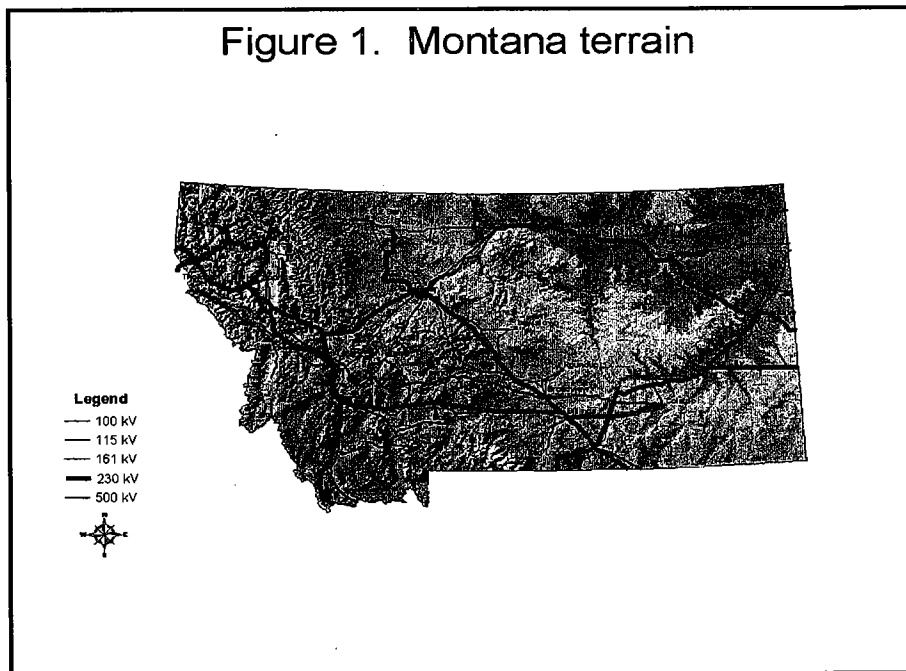 Figure 1. Montana terrain
Legend
100 kV
115 kV
161 kV
230 kV
500 kV
N
W E
S